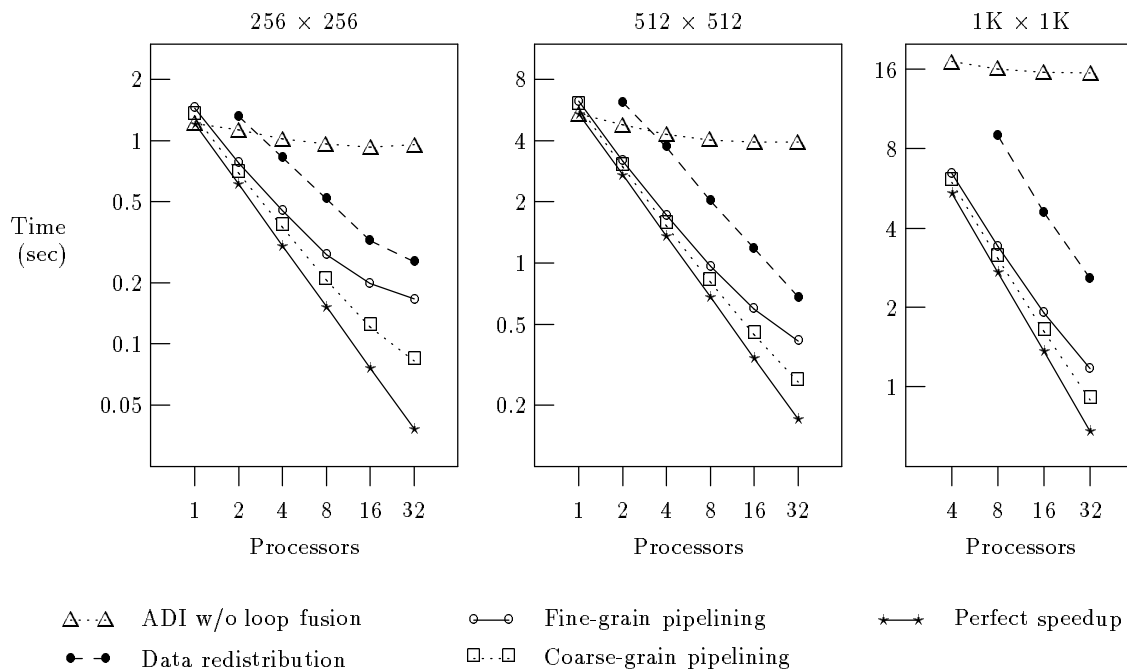 256 × 256
512 × 512
1K × 1K
Time
(sec)
2
1
0.5
0.2
0.1
0.05
1 2 4 8 16 32
Processors
8
4
2
1
0.5
0.2
1 2 4 8 16 32
Processors
16
8
4
2
1
4 8 16 32
Processors
ADI w/o loop fusion
Fine-grain pipelining
Perfect speedup
Data redistribution
Coarse-grain pipelining